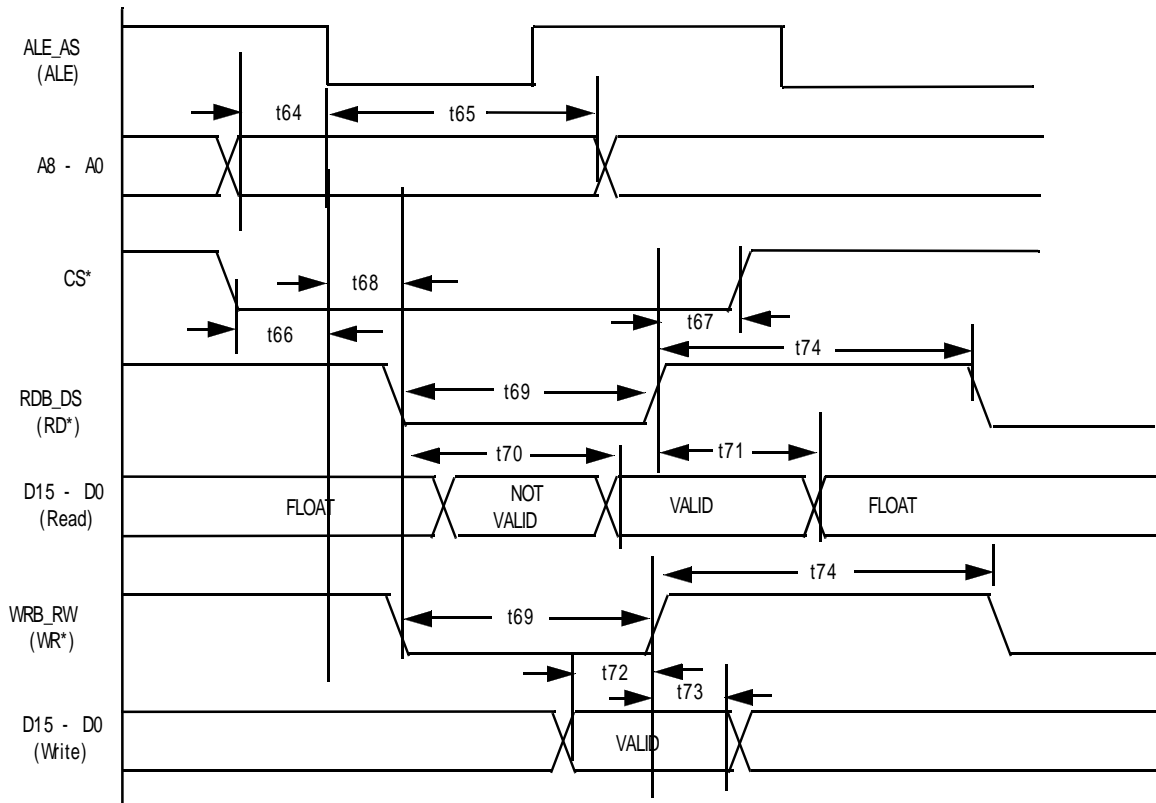 ALE_AS
(ALE)
t64
t65
A8 - A0
CS*
t68
t66
t67
t74
RDB_DS
(RD*)
t69
t70
t71
D15 - D0
(Read)
FLOAT
NOT
VALID
VALID
FLOAT
t74
WRB_RW
(WR*)
t69
t72
t73
D15 - D0
(Write)
VALID